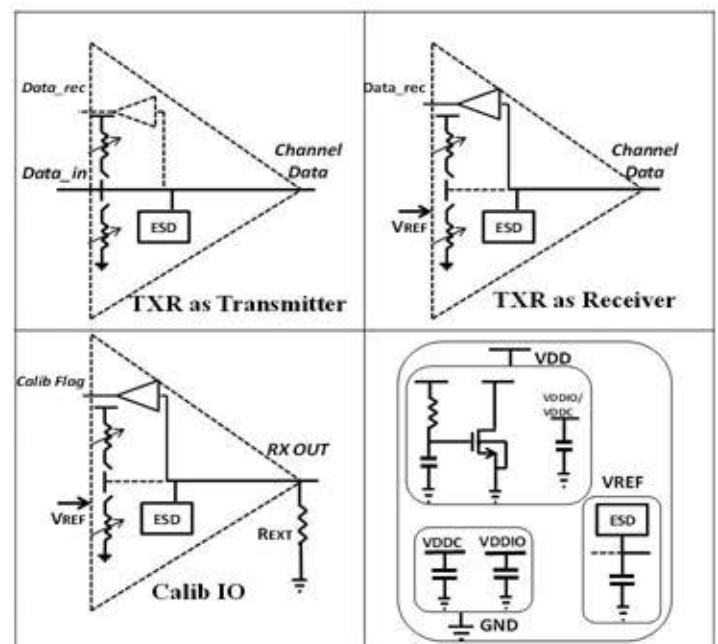 Data_rec
Data_in
Channel
Data
ESD
TXR as Transmitter
Data_rec
Channel
Data
VREF
ESD
TXR as Receiver
Calib Flag
RX OUT
VREF
ESD
REXT
Calib IO
VDD
VDDIO/
VDDC
VREF
ESD
VDDC VDDIO
GND